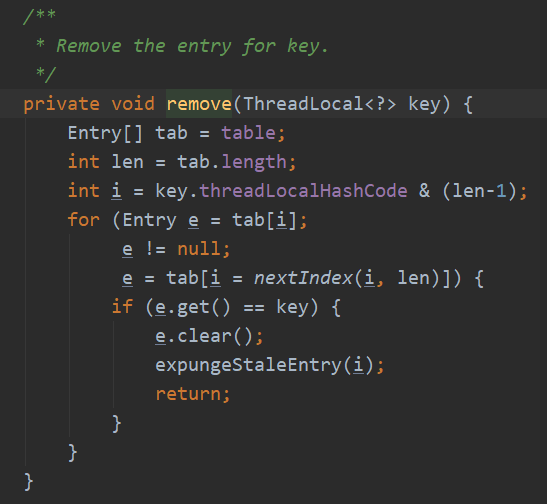 /**
 * Remove the entry for key.
 */
private void remove(ThreadLocal<?> key) {
    Entry[] tab = table;
    int len = tab.length;
    int i = key.threadLocalHashCode & (len-1);
    for (Entry e = tab[i];
         e != null;
         e = tab[i = nextIndex(i, len)]) {
        if (e.get() == key) {
            e.clear();
            expungeStaleEntry(i);
            return;
        }
    }
}